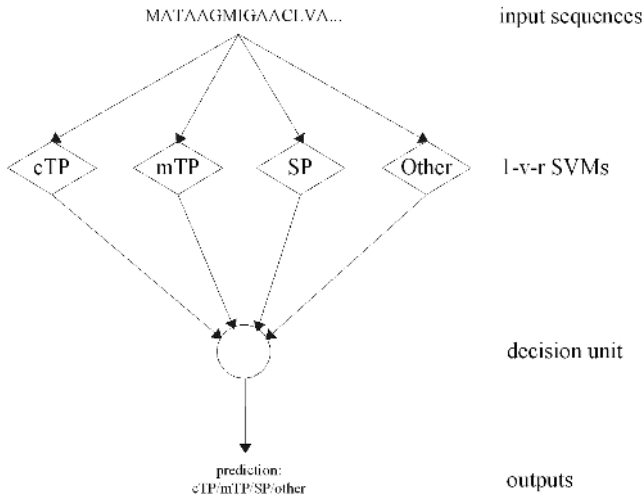 MATAAGMIGAACLVA... input sequences
cTP mTP SP Other 1-v-r SVMs
decision unit
prediction:
cTP/mTP/SP/other outputs